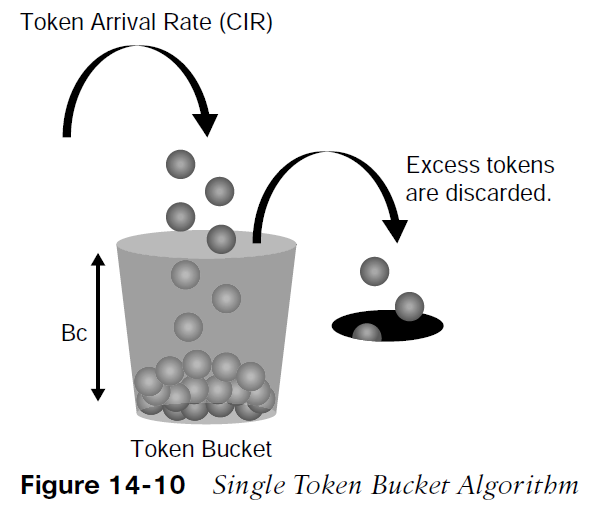 Token Arrival Rate (CIR)
Excess tokens
are discarded.
Bc
Token Bucket
Figure 14-10 Single Token Bucket Algorithm